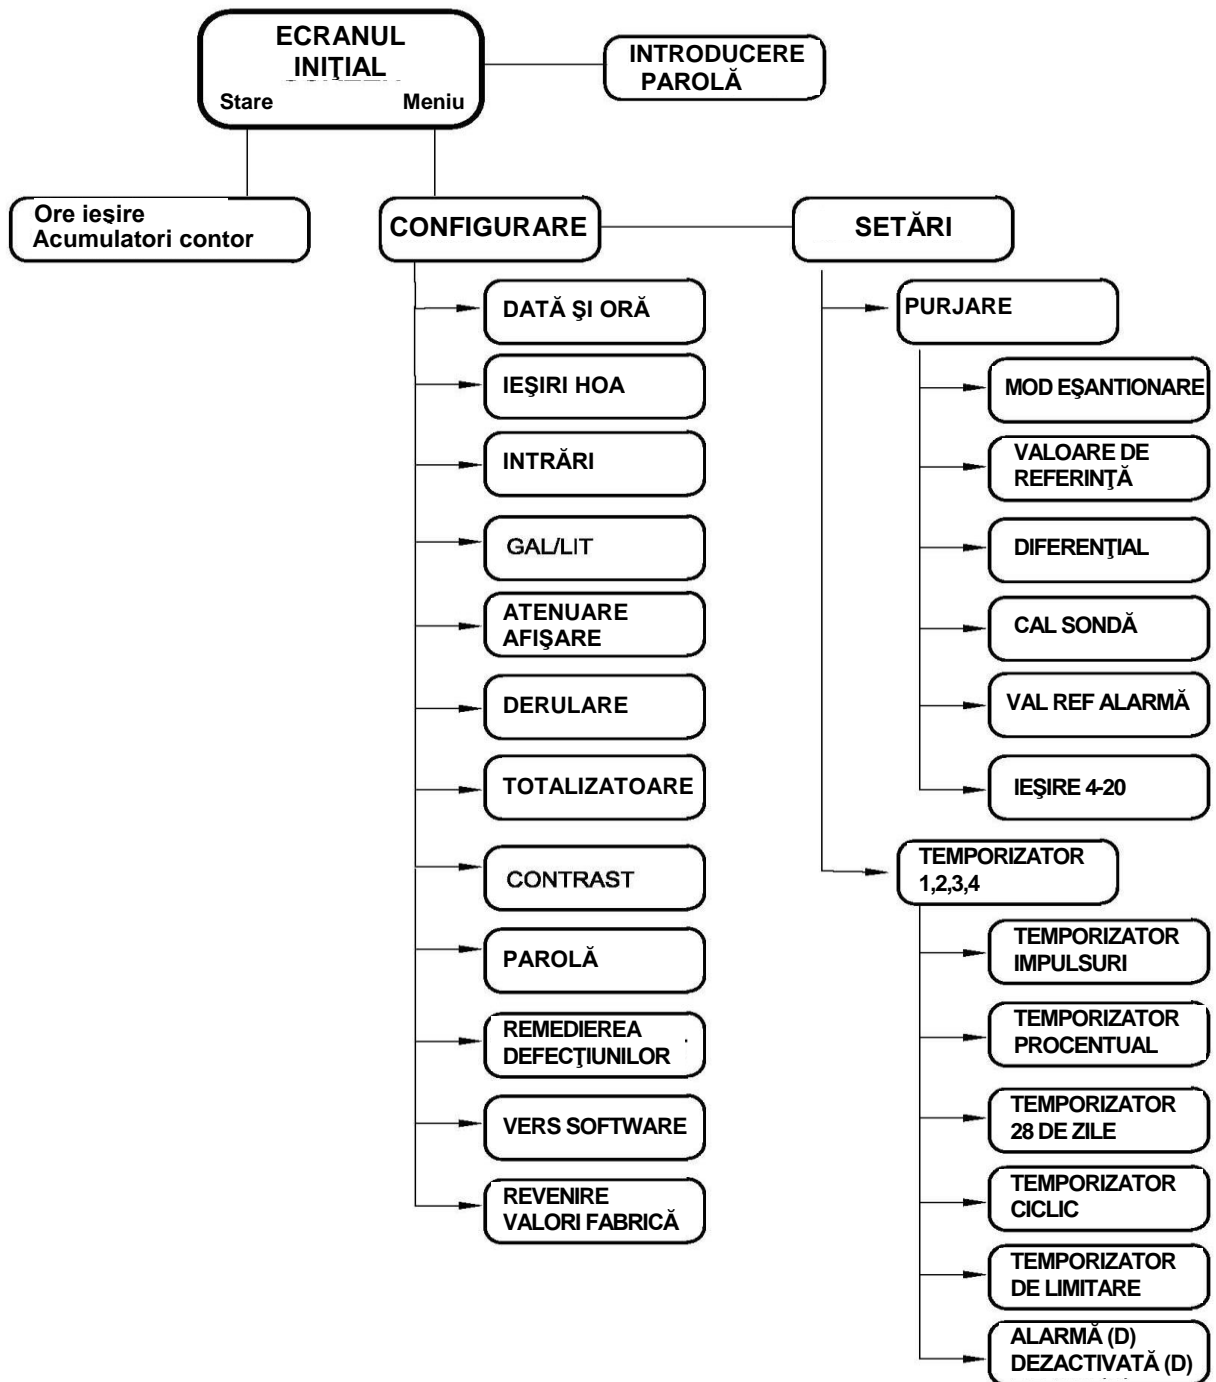 ECRANUL
INIŢIAL
Stare Meniu
INTRODUCERE
PAROLĂ
Ore ieşire
Acumulatori contor
CONFIGURARE
SETĂRI
DATĂ ŞI ORĂ
IEŞIRI HOA
INTRĂRI
GAL/LIT
ATENUARE
AFIŞARE
DERULARE
TOTALIZATOARE
CONTRAST
PAROLĂ
REMEDIEREA
DEFECŢIUNILOR
VERS SOFTWARE
REVENIRE
VALORI FABRICĂ
PURJARE
MOD EŞANTIONARE
VALOARE DE
REFERINŢĂ
DIFERENŢIAL
CAL SONDĂ
VAL REF ALARMĂ
IEŞIRE 4-20
TEMPORIZATOR
1,2,3,4
TEMPORIZATOR
IMPULSURI
TEMPORIZATOR
PROCENTUAL
TEMPORIZATOR
28 DE ZILE
TEMPORIZATOR
CICLIC
TEMPORIZATOR
DE LIMITARE
ALARMĂ (D)
DEZACTIVATĂ (D)